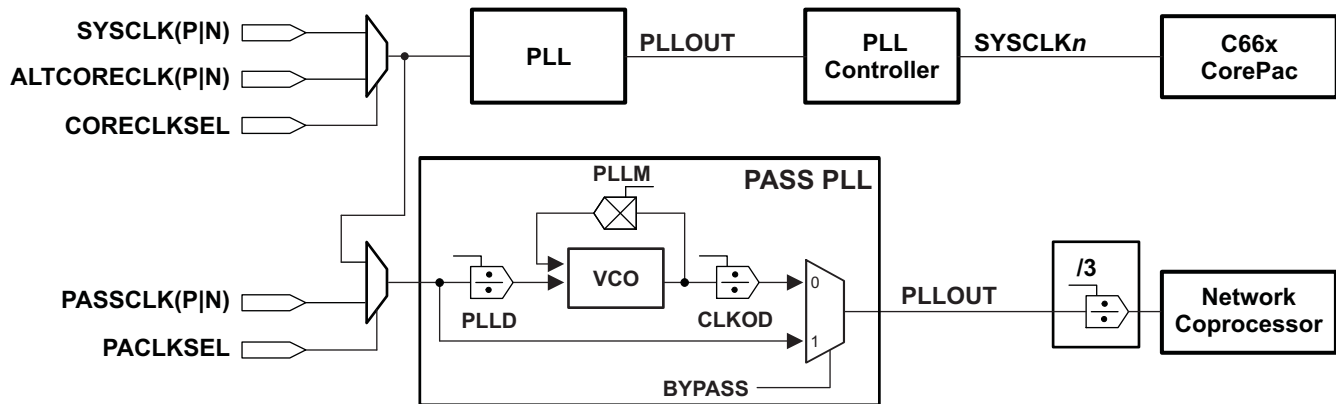 SYSCLK(P|N)
ALTCORECLK(P|N)
CORECLKSEL
PLL
PLLOUT
PLL
Controller
SYSCLKn
C66x
CorePac
PASS PLL
PLLM
VCO
PLLD
CLKOD
0
1
BYPASS
PASSCLK(P|N)
PACLKSEL
PLLOUT
/3
Network
Coprocessor